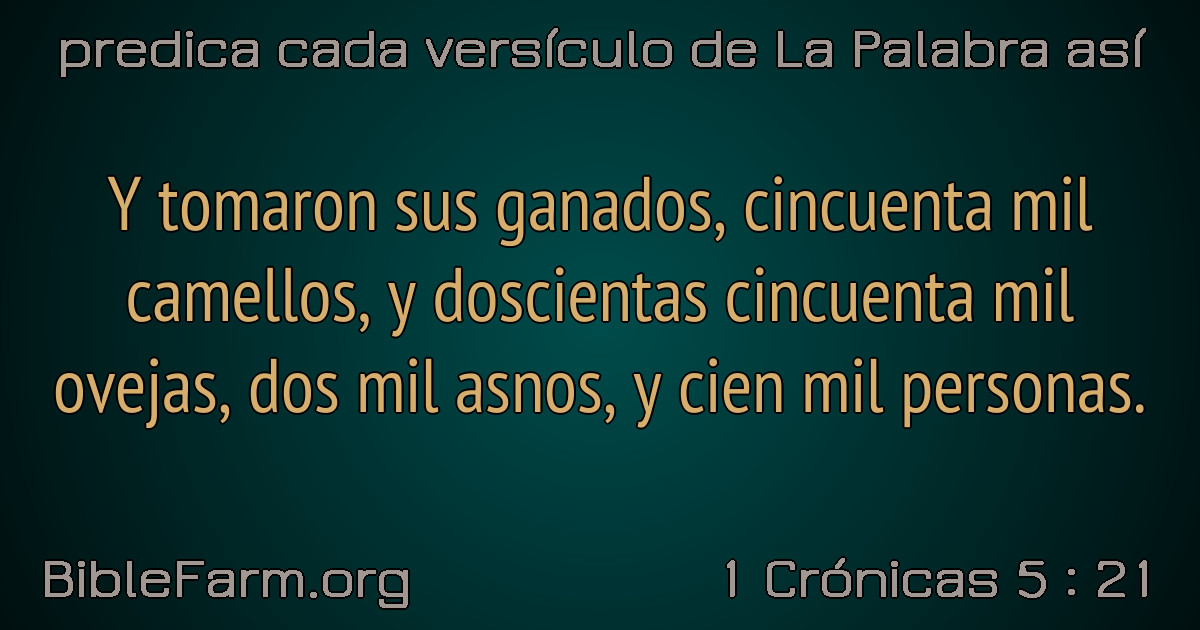 predica cada versículo de La Palabra así
Y tomaron sus ganados, cincuenta mil
camellos, y doscientas cincuenta mil
ovejas, dos mil asnos, y cien mil personas.
BibleFarm.org
1 Crónicas 5 : 21